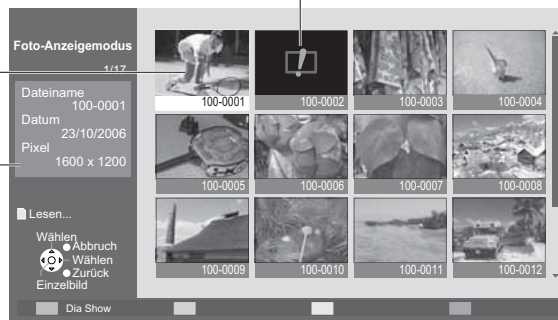 Foto-Anzeigemodus
1/17
Dateiname
100-0001
Datum
23/10/2006
Pixel
1600 x 1200
Lesen...
Wählen
Abbruch
Wählen
Zurück
Einzelbild
100-0001
100-0002
100-0003
100-0004
100-0005
100-0006
100-0007
100-0008
100-0009
100-0010
100-0011
100-0012
Dia Show